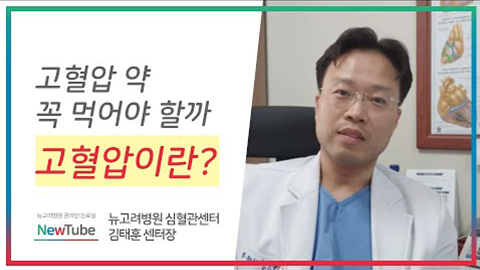 고혈압 약
꼭 먹어야 할까
고혈압이란?
뉴고려병원 온라인 진료실
NewTube
뉴고려병원 심혈관센터
김태훈 센터장